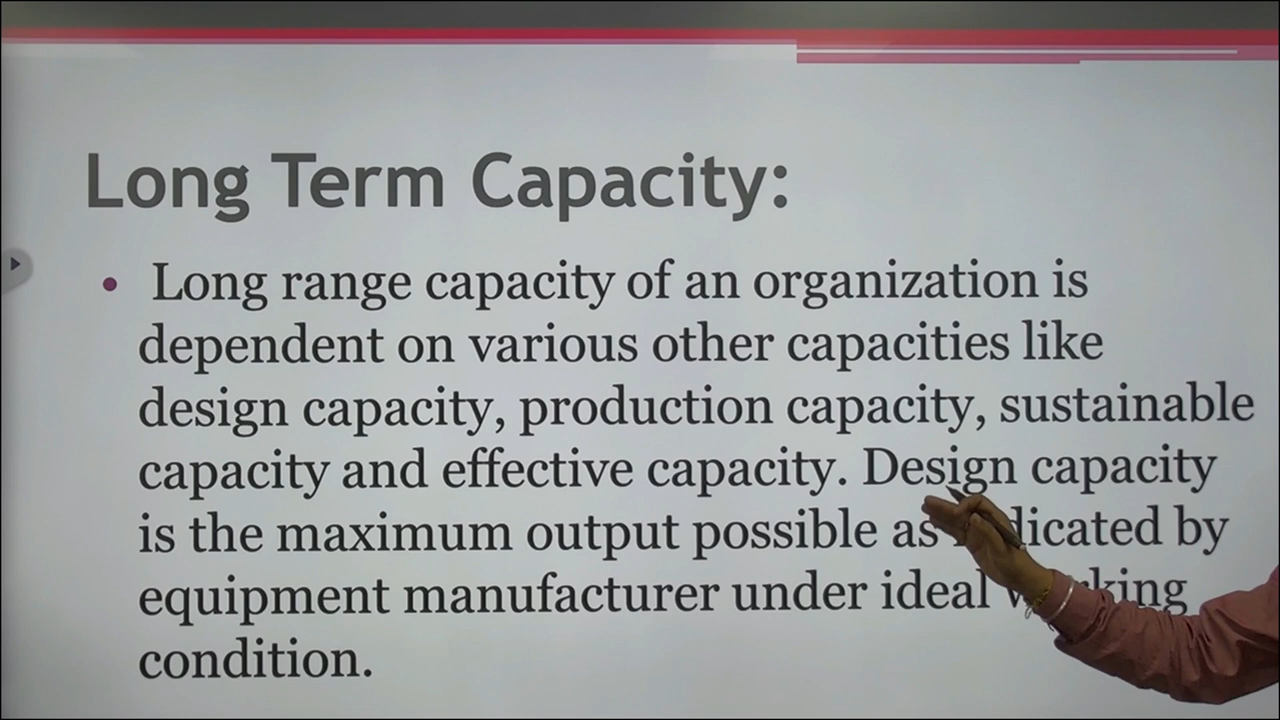 Long Term Capacity:
• Long range capacity of an organization is
dependent on various other capacities like
design capacity, production capacity, sustainable
capacity and effective capacity. Design capacity
is the maximum output possible as indicated by
equipment manufacturer under ideal working
condition.